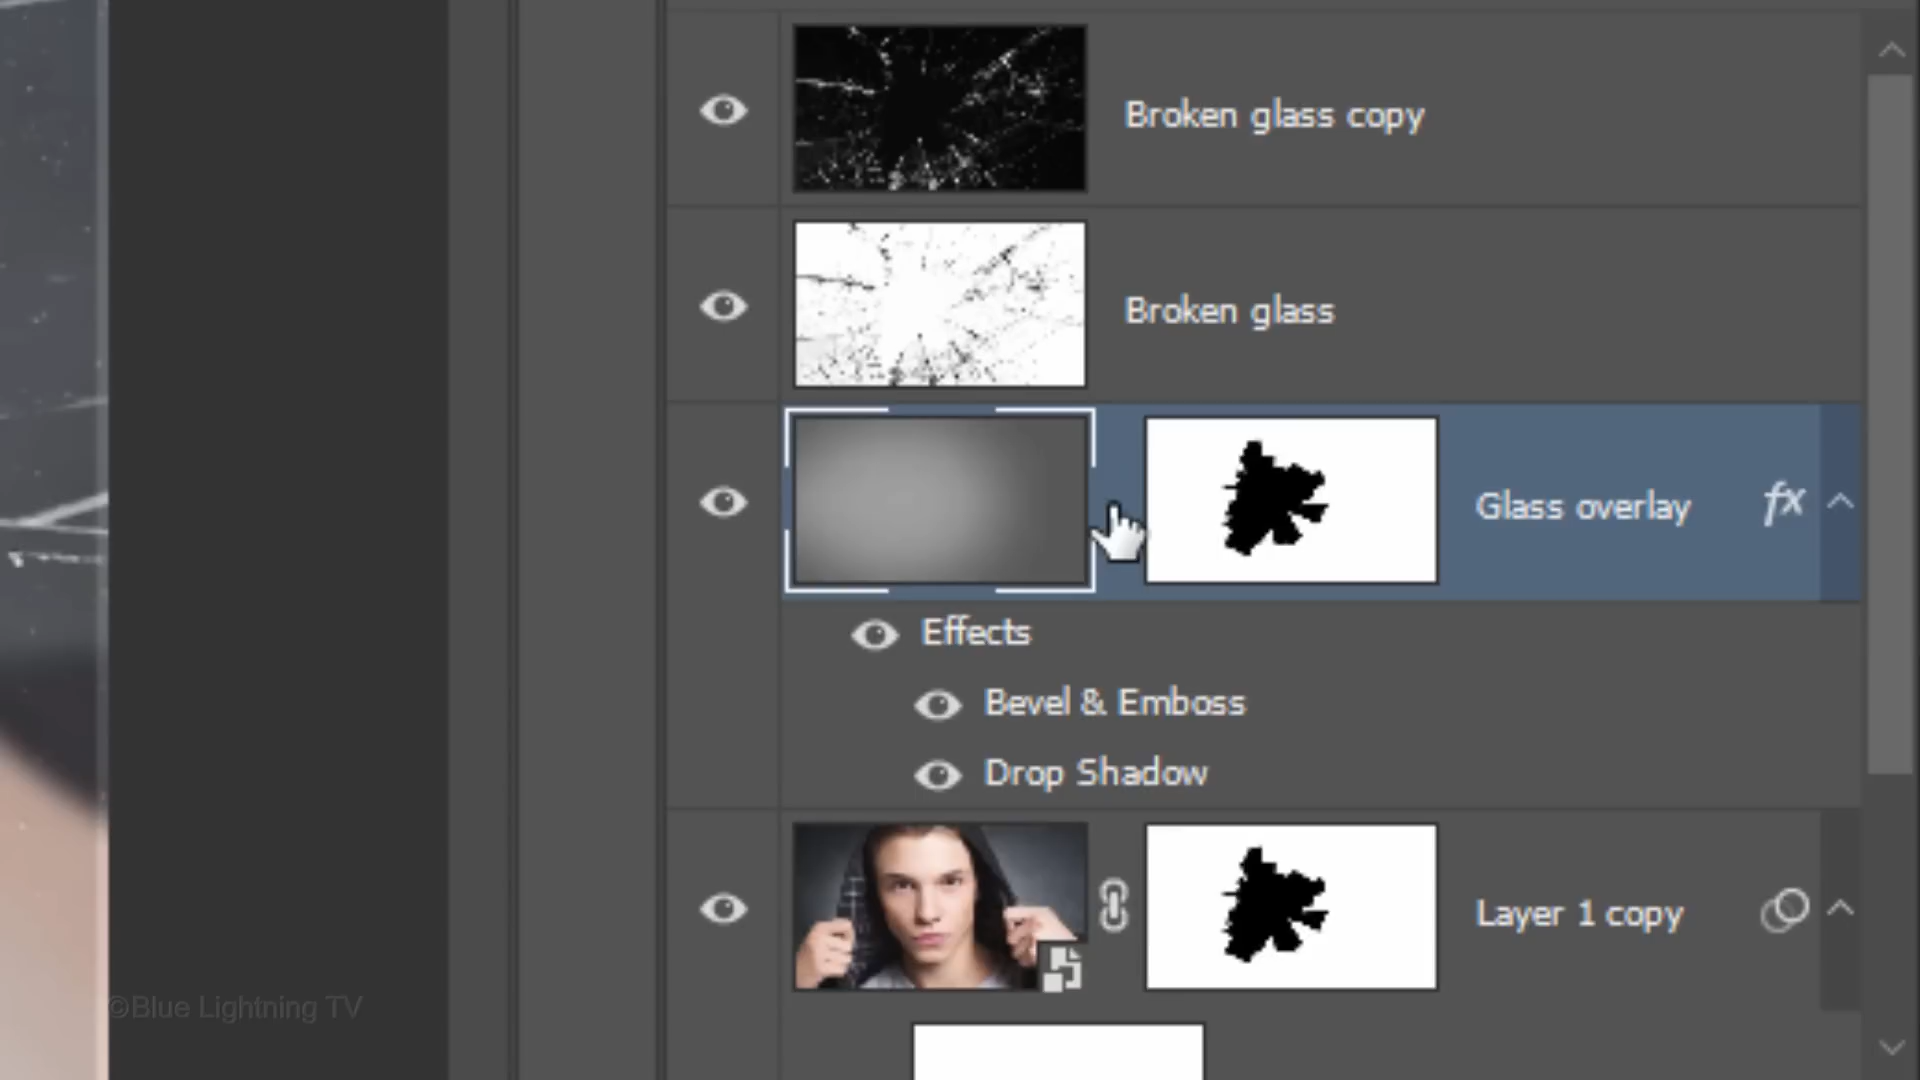 Broken glass copy
Broken glass
Glass overlay fx
Effects
Bevel & Emboss
Drop Shadow
Layer 1 copy
©Blue Lightning TV